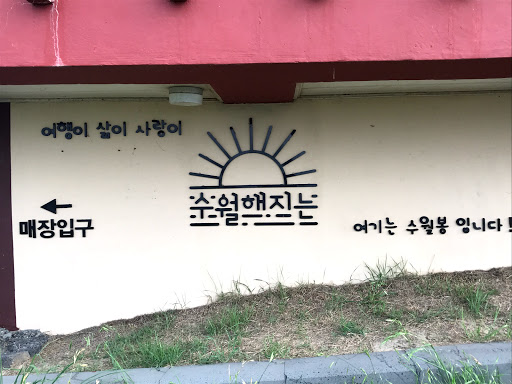 여행이 삶이 사랑이
수월해지는
매장입구
여기는 수월봉 입니다!